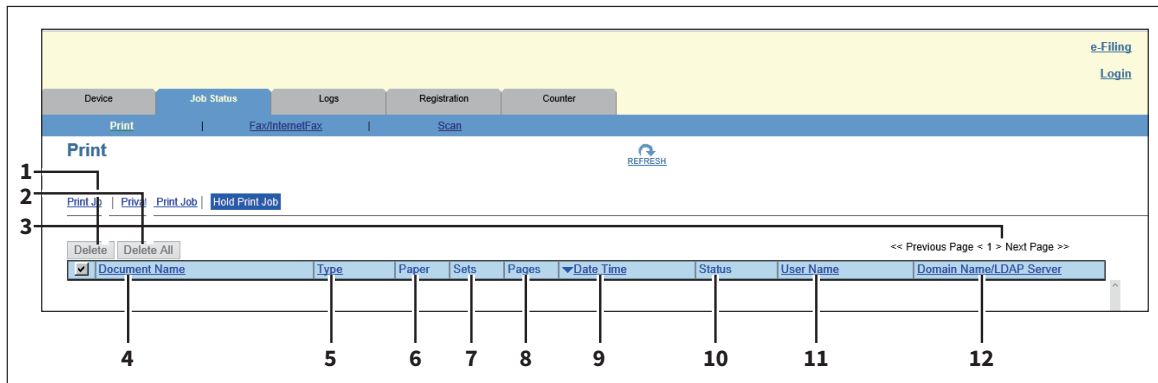 e-Filing
Login
Device Job Status Logs Registration Counter
Print | Fax/InternetFax | Scan
Print
REFRESH
1
2
3
Print Jo | Privat Print Job | Hold Print Job
Delete Delete All << Previous Page < 1 > Next Page >>
Document Name Type Paper Sets Pages Date Time Status User Name Domain Name/LDAP Server
4 5 6 7 8 9 10 11 12